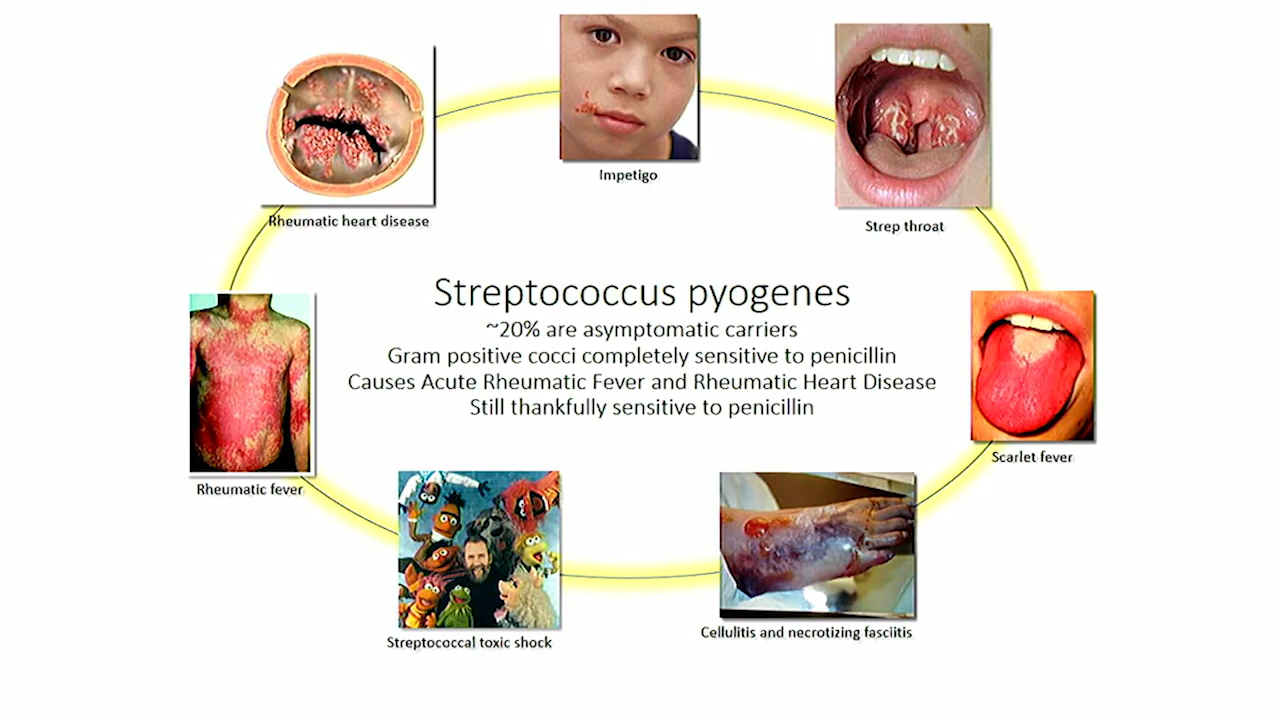 Impetigo
Rheumatic heart disease
Strep throat
Streptococcus pyogenes
~20% are asymptomatic carriers
Gram positive cocci completely sensitive to penicillin
Causes Acute Rheumatic Fever and Rheumatic Heart Disease
Still thankfully sensitive to penicillin
Scarlet fever
Rheumatic fever
Cellulitis and necrotizing fasciitis
Streptococcal toxic shock